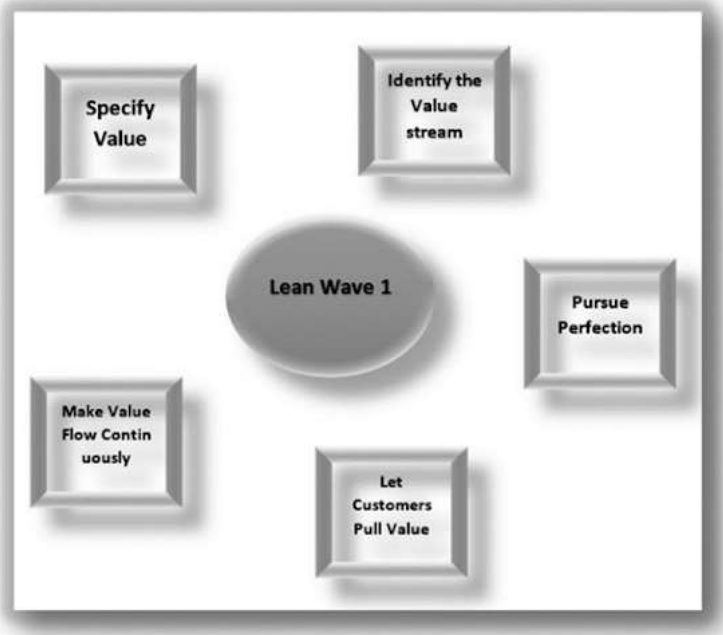 Specify
Value
Identify the
Value
stream
Lean Wave 1
Pursue
Perfection
Make Value
Flow Contin
uously
Let
Customers
Pull Value